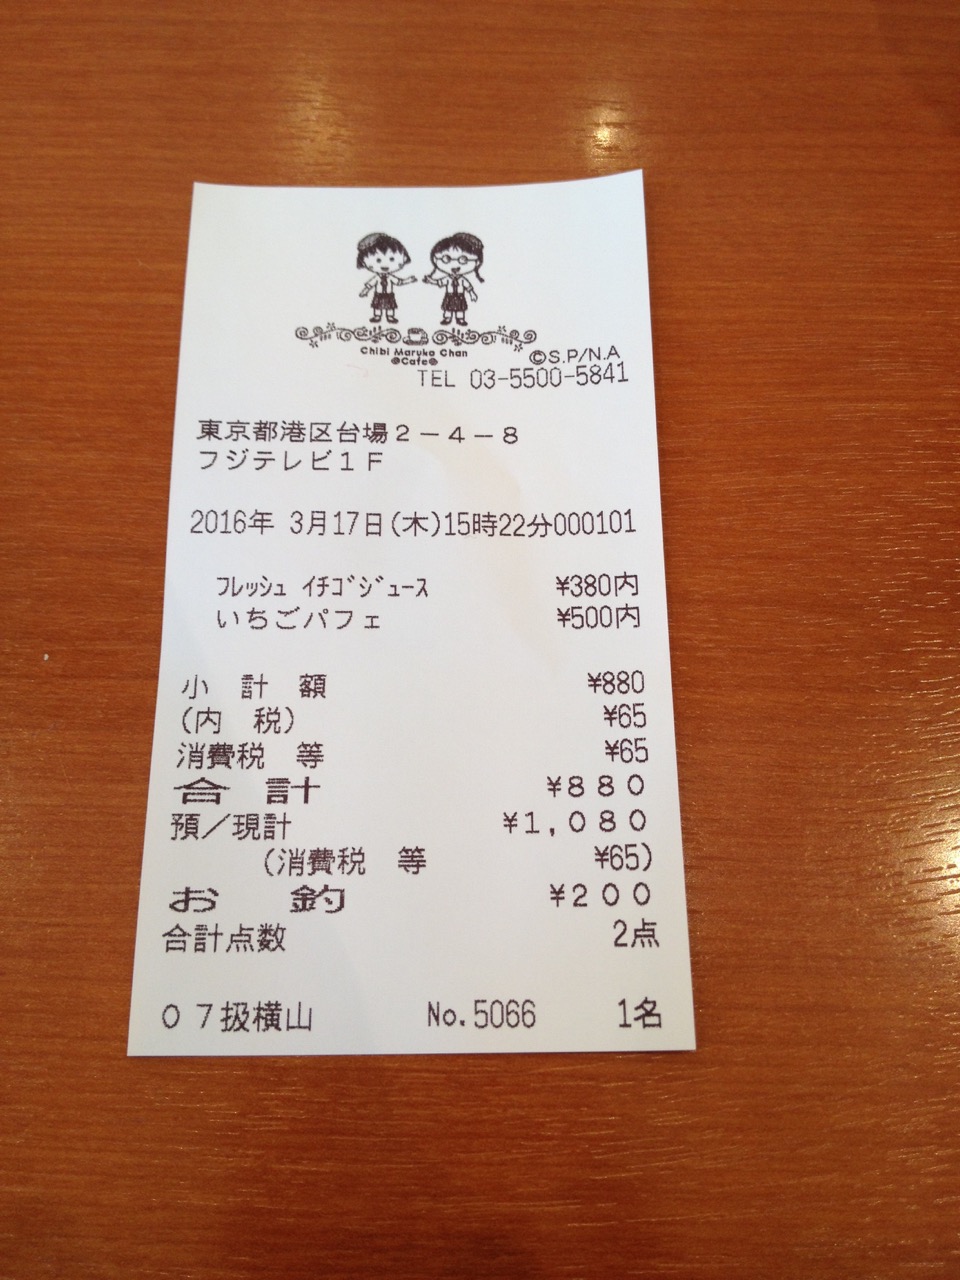 Chibi Maruko Chan
Cafe
©S.P/N.A
TEL 03-5500-5841
東京都港区台場２－４－８
フジテレビ１Ｆ
2016年 3月17日(木)15時22分000101
ﾌﾚｯｼｭ ｲﾁｺﾞｼﾞｭｰｽ ¥380内
いちごパフェ ¥500内
小 計 額 ¥880
(内 税) ¥65
消費税 等 ¥65
合 計 ¥８８０
預／現計 ¥１,０８０
(消費税 等 ¥65)
お 釣 ¥２００
合計点数 2点
０７扱横山 No.5066 1名